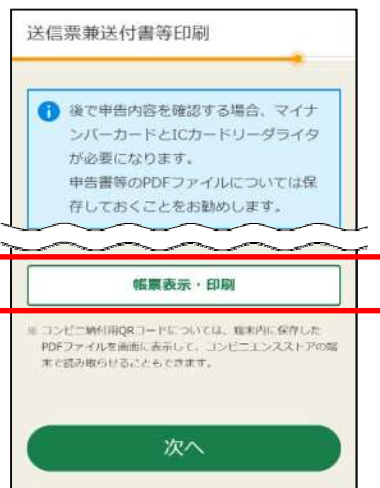 送信票兼送付書等印刷
後で申告内容を確認する場合、マイナ
ンバーカードとICカードリーダライタ
が必要になります。
申告書等のPDFファイルについては保
存しておくことをお勧めします。
帳票表示・印刷
※ コンビニ納付用QRコードについては、端末内に保存した
PDFファイルを画面に表示して、コンビニエンスストアの端
末で読み取らせることもできます。
次へ